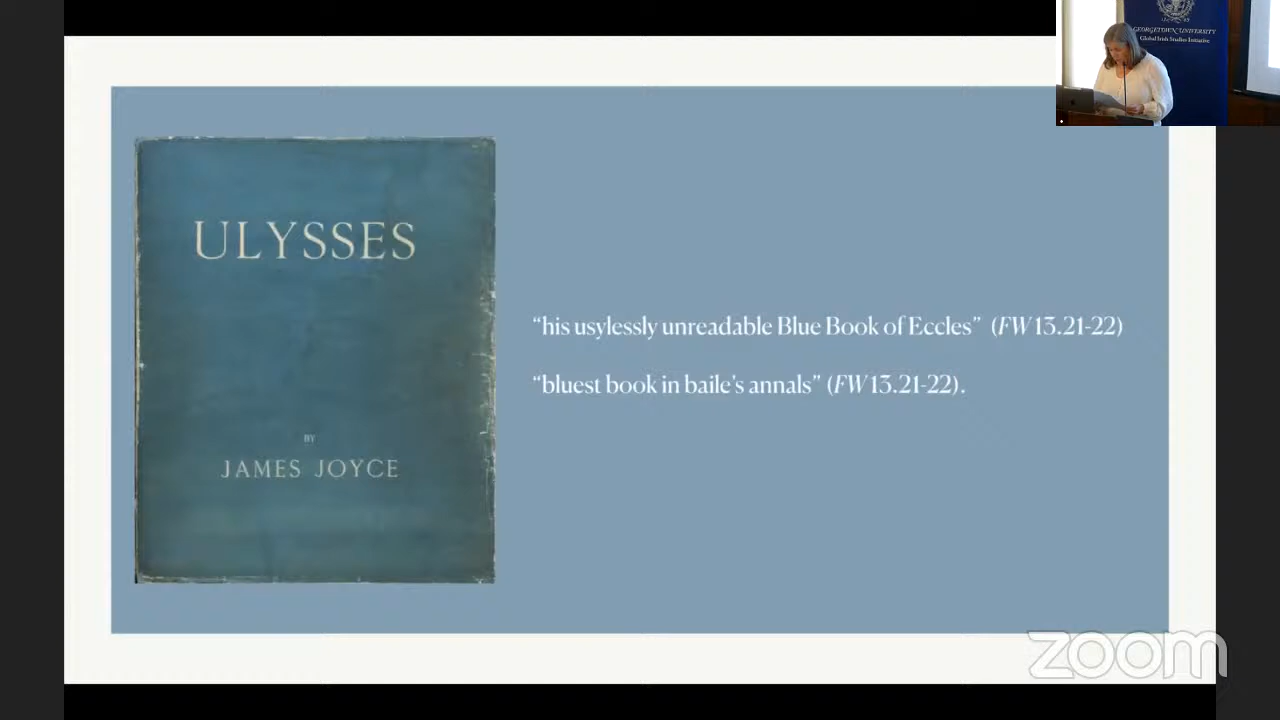 GEORGETOWN UNIVERSITY
Global Irish Studies Initiative
ULYSSES
BY
JAMES JOYCE
“his usylessly unreadable Blue Book of Eccles” (FW 13.21-22)
“bluest book in baile’s annals” (FW 13.21-22).
zoom